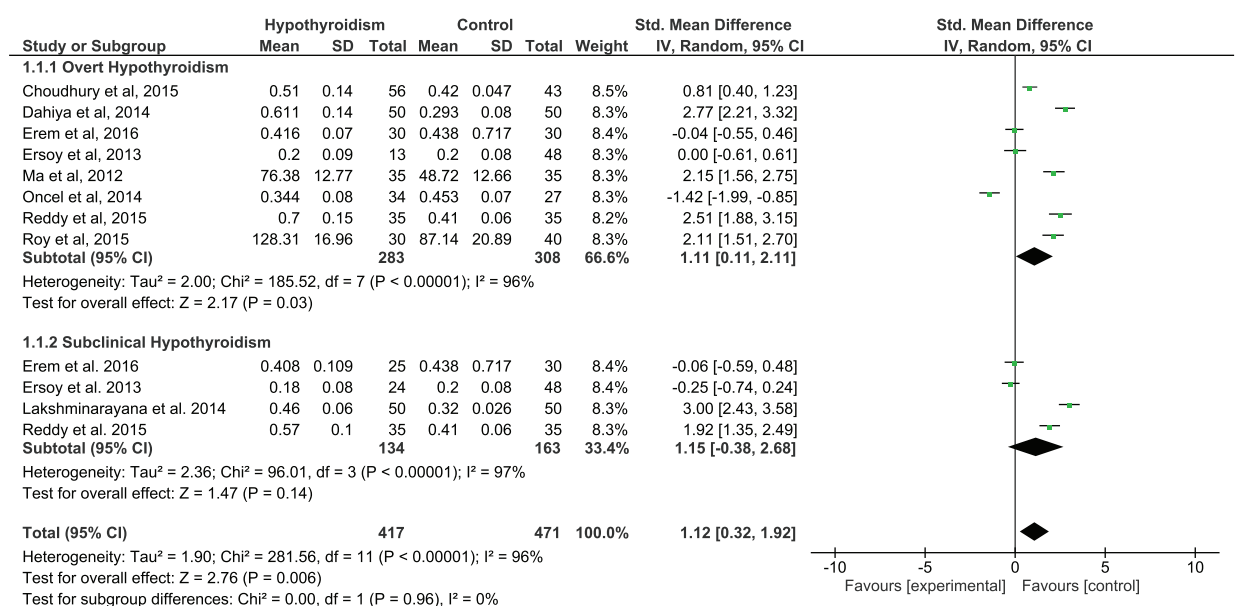 Hypothyroidism Control Std. Mean Difference Std. Mean Difference
Study or Subgroup Mean SD Total Mean SD Total Weight IV, Random, 95% CI IV, Random, 95% CI
1.1.1 Overt Hypothyroidism
Choudhury et al, 2015 0.51 0.14 56 0.42 0.047 43 8.5% 0.81 [0.40, 1.23]
Dahiya et al, 2014 0.611 0.14 50 0.293 0.08 50 8.3% 2.77 [2.21, 3.32]
Erem et al, 2016 0.416 0.07 30 0.438 0.717 30 8.4% -0.04 [-0.55, 0.46]
Ersoy et al, 2013 0.2 0.09 13 0.2 0.08 48 8.3% 0.00 [-0.61, 0.61]
Ma et al, 2012 76.38 12.77 35 48.72 12.66 35 8.3% 2.15 [1.56, 2.75]
Oncel et al, 2014 0.344 0.08 34 0.453 0.07 27 8.3% -1.42 [-1.99, -0.85]
Reddy et al, 2015 0.7 0.15 35 0.41 0.06 35 8.2% 2.51 [1.88, 3.15]
Roy et al, 2015 128.31 16.96 30 87.14 20.89 40 8.3% 2.11 [1.51, 2.70]
Subtotal (95% CI) 283 308 66.6% 1.11 [0.11, 2.11]
Heterogeneity: Tau² = 2.00; Chi² = 185.52, df = 7 (P < 0.00001); I² = 96%
Test for overall effect: Z = 2.17 (P = 0.03)
1.1.2 Subclinical Hypothyroidism
Erem et al. 2016 0.408 0.109 25 0.438 0.717 30 8.4% -0.06 [-0.59, 0.48]
Ersoy et al. 2013 0.18 0.08 24 0.2 0.08 48 8.4% -0.25 [-0.74, 0.24]
Lakshminarayana et al. 2014 0.46 0.06 50 0.32 0.026 50 8.3% 3.00 [2.43, 3.58]
Reddy et al. 2015 0.57 0.1 35 0.41 0.06 35 8.3% 1.92 [1.35, 2.49]
Subtotal (95% CI) 134 163 33.4% 1.15 [-0.38, 2.68]
Heterogeneity: Tau² = 2.36; Chi² = 96.01, df = 3 (P < 0.00001); I² = 97%
Test for overall effect: Z = 1.47 (P = 0.14)
Total (95% CI) 417 471 100.0% 1.12 [0.32, 1.92]
Heterogeneity: Tau² = 1.90; Chi² = 281.56, df = 11 (P < 0.00001); I² = 96%
Test for overall effect: Z = 2.76 (P = 0.006)
Test for subgroup differences: Chi² = 0.00, df = 1 (P = 0.96), I² = 0%
-10 -5 0 5 10
Favours [experimental] Favours [control]